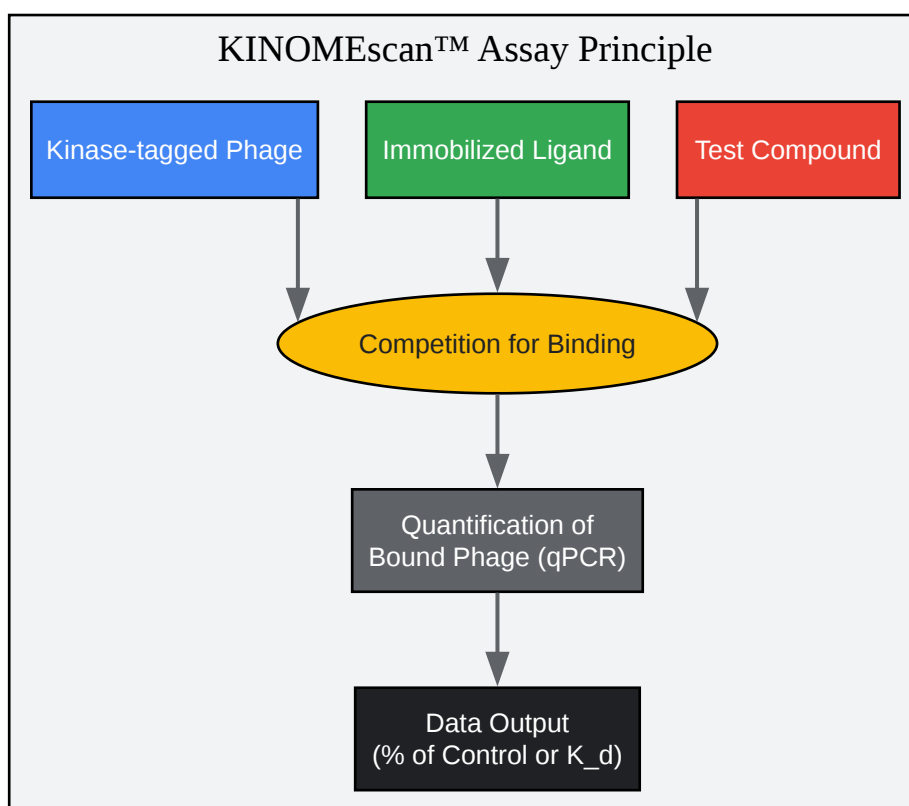 KINOMEscan™ Assay Principle
Kinase-tagged Phage
Immobilized Ligand
Test Compound
Competition for Binding
Quantification of
Bound Phage (qPCR)
Data Output
(% of Control or K_d)